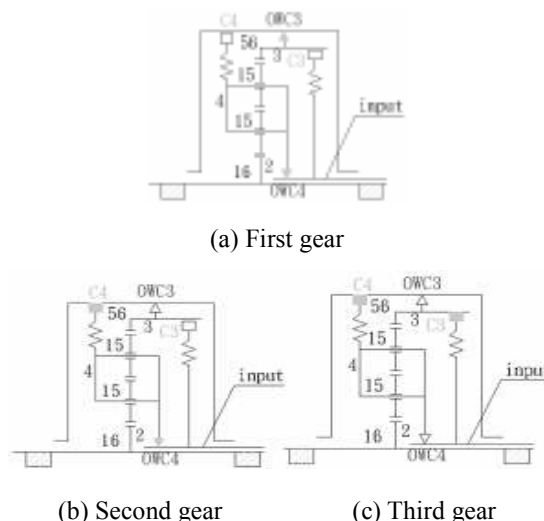 C4 OWC3
56
3 C3
15
4
15 input
16 2
OWC4
(a) First gear
C4 OWC3
56
3 C3
15
4
15 input
16 2
OWC4
C4 OWC3
56
3 C3
15
4
15 input
16 2
OWC4
(b) Second gear (c) Third gear